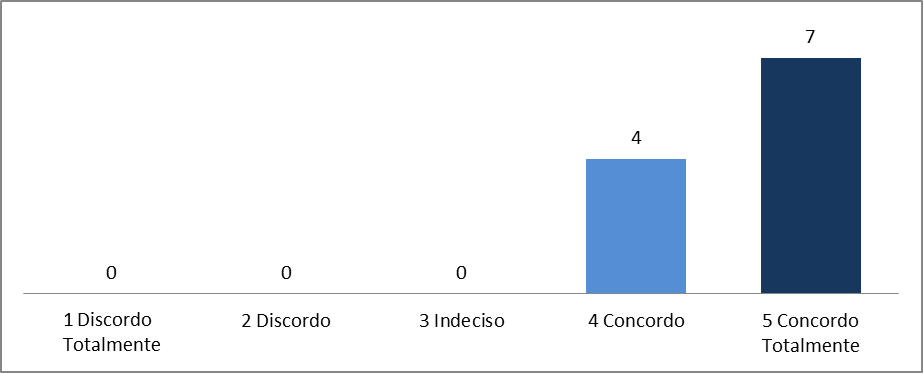 7
4
0
0
0
1 Discordo
Totalmente
2 Discordo
3 Indeciso
4 Concordo
5 Concordo
Totalmente